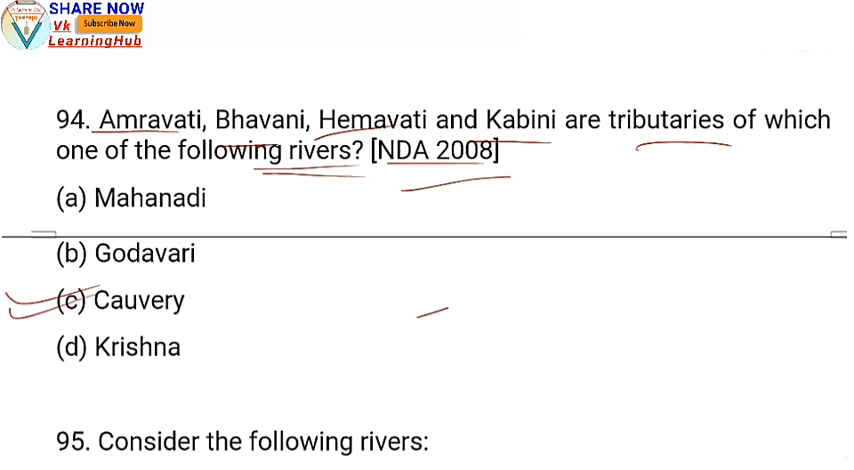 SHARE NOW
Vk Subscribe Now
LearningHub
94. Amravati, Bhavani, Hemavati and Kabini are tributaries of which
one of the following rivers? [NDA 2008]
(a) Mahanadi
(b) Godavari
(c) Cauvery
(d) Krishna
95. Consider the following rivers: